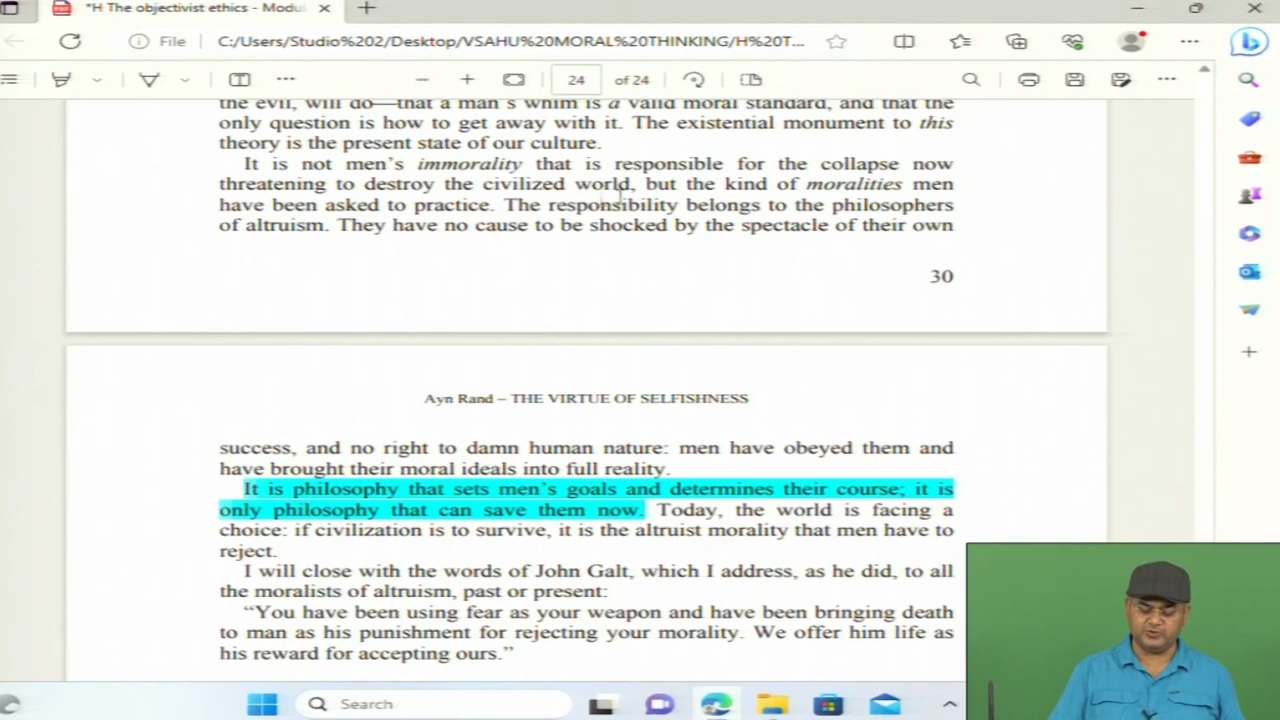 *H The objectivist ethics - Modu
File
C:/Users/Studio%202/Desktop/VSAHU%20MORAL%20THINKING/H%20T...
24 of 24
the evil, will do—that a man's whim is a valid moral standard, and that the
only question is how to get away with it. The existential monument to this
theory is the present state of our culture.
It is not men's immorality that is responsible for the collapse now
threatening to destroy the civilized world, but the kind of moralities men
have been asked to practice. The responsibility belongs to the philosophers
of altruism. They have no cause to be shocked by the spectacle of their own
30
Ayn Rand – THE VIRTUE OF SELFISHNESS
success, and no right to damn human nature: men have obeyed them and
have brought their moral ideals into full reality.
It is philosophy that sets men's goals and determines their course; it is
only philosophy that can save them now. Today, the world is facing a
choice: if civilization is to survive, it is the altruist morality that men have to
reject.
I will close with the words of John Galt, which I address, as he did, to all
the moralists of altruism, past or present:
"You have been using fear as your weapon and have been bringing death
to man as his punishment for rejecting your morality. We offer him life as
his reward for accepting ours."
Search